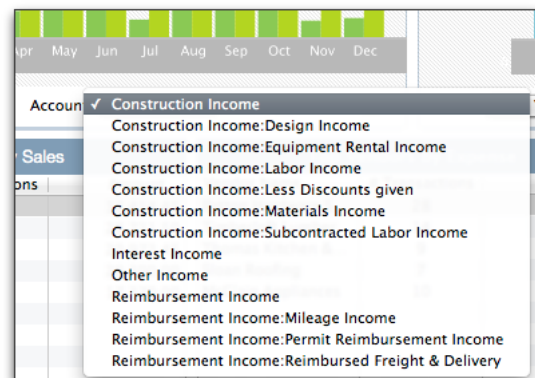 Apr May Jun Jul Aug Sep Oct Nov Dec
Account
✓ Construction Income
Construction Income:Design Income
Construction Income:Equipment Rental Income
Construction Income:Labor Income
Construction Income:Less Discounts given
Construction Income:Materials Income
Construction Income:Subcontracted Labor Income
Interest Income
Other Income
Reimbursement Income
Reimbursement Income:Mileage Income
Reimbursement Income:Permit Reimbursement Income
Reimbursement Income:Reimbursed Freight & Delivery
Sales
ons